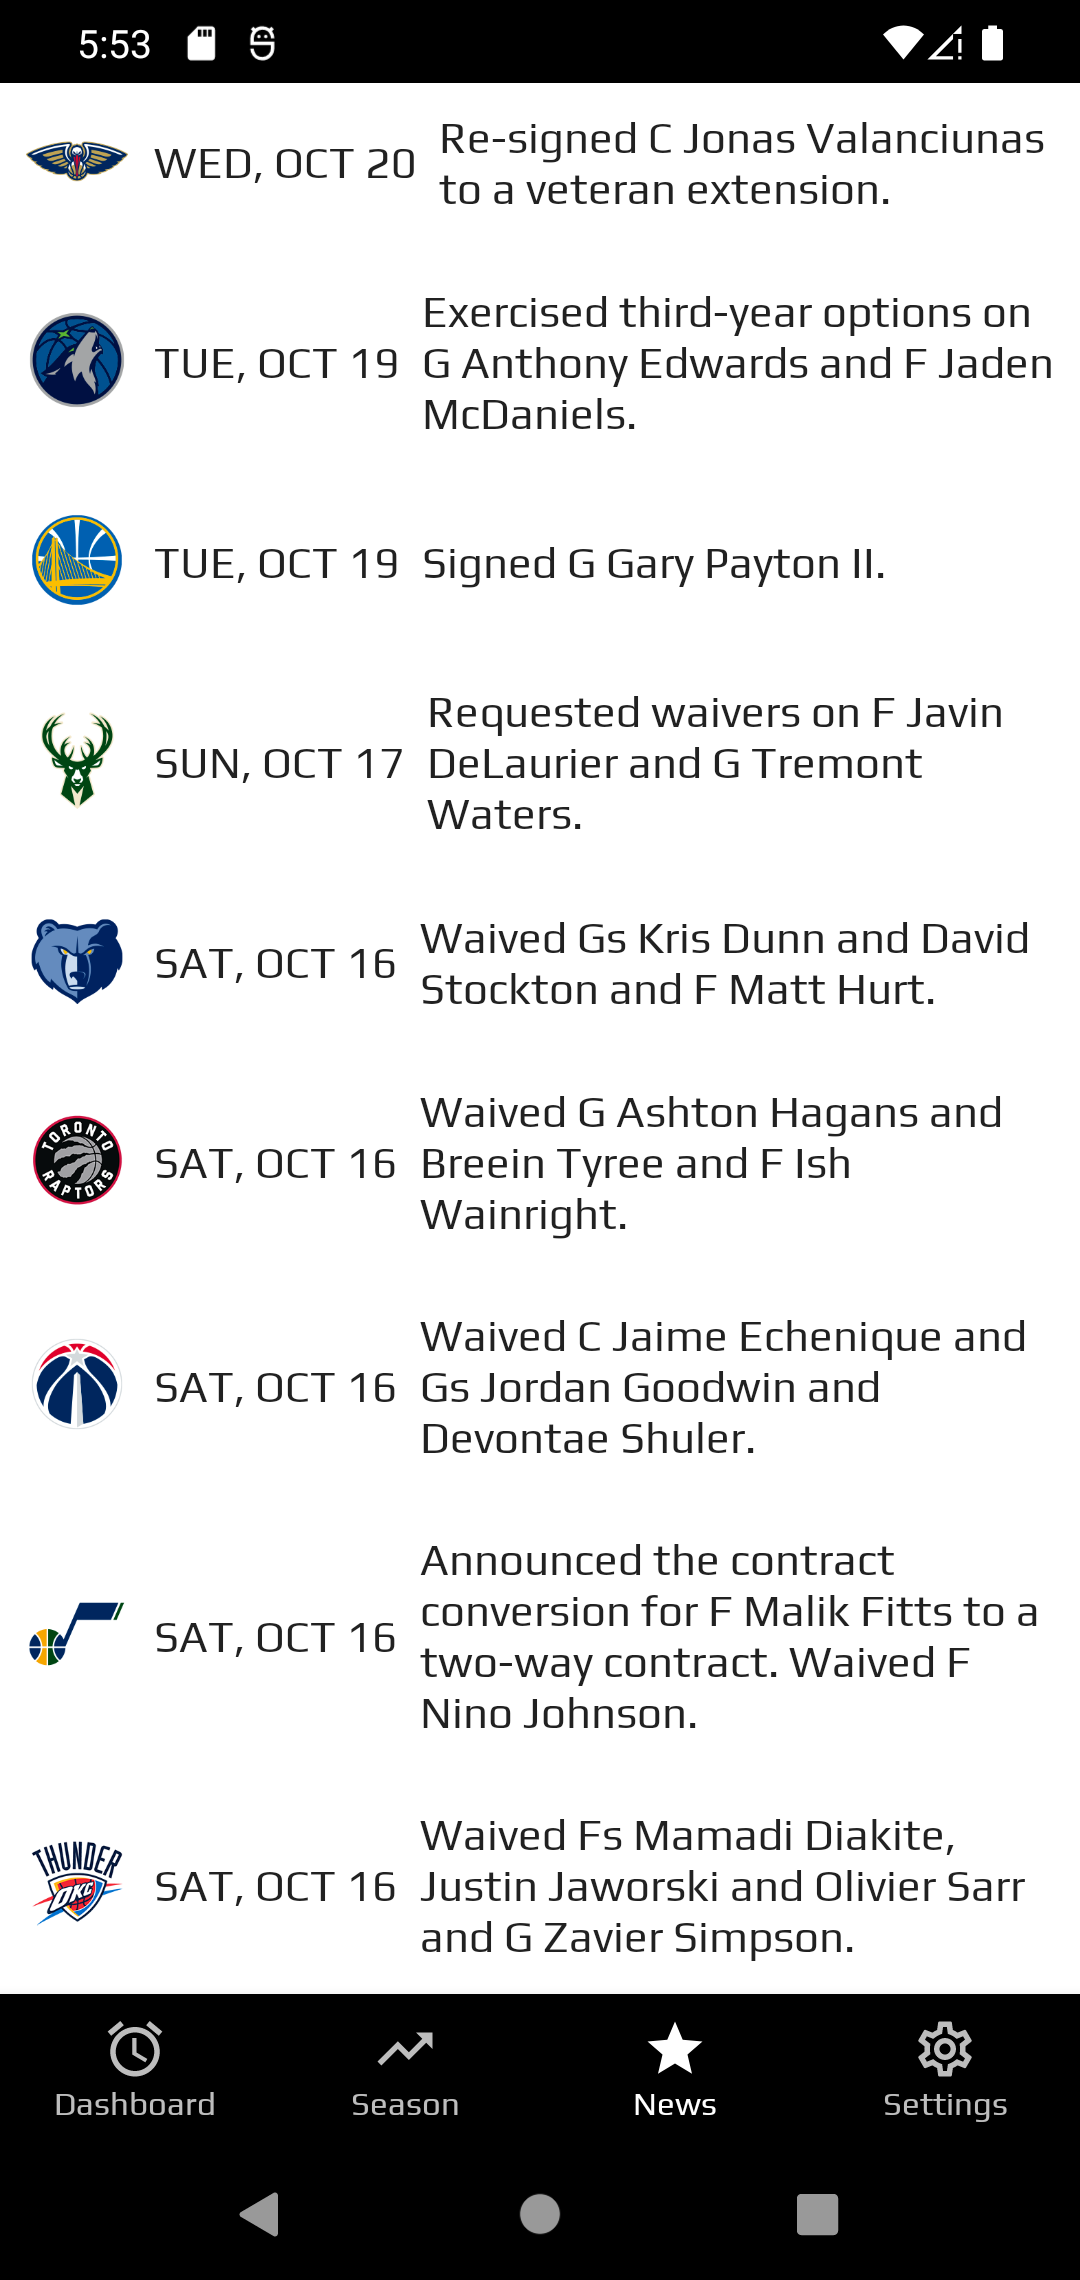 5:53
WED, OCT 20
Re-signed C Jonas Valanciunas
to a veteran extension.
TUE, OCT 19
Exercised third-year options on
G Anthony Edwards and F Jaden
McDaniels.
TUE, OCT 19
Signed G Gary Payton II.
SUN, OCT 17
Requested waivers on F Javin
DeLaurier and G Tremont
Waters.
SAT, OCT 16
Waived Gs Kris Dunn and David
Stockton and F Matt Hurt.
TORONTO
RAPTORS
SAT, OCT 16
Waived G Ashton Hagans and
Breein Tyree and F Ish
Wainright.
SAT, OCT 16
Waived C Jaime Echenique and
Gs Jordan Goodwin and
Devontae Shuler.
SAT, OCT 16
Announced the contract
conversion for F Malik Fitts to a
two-way contract. Waived F
Nino Johnson.
THUNDER
OKC
SAT, OCT 16
Waived Fs Mamadi Diakite,
Justin Jaworski and Olivier Sarr
and G Zavier Simpson.
Dashboard
Season
News
Settings